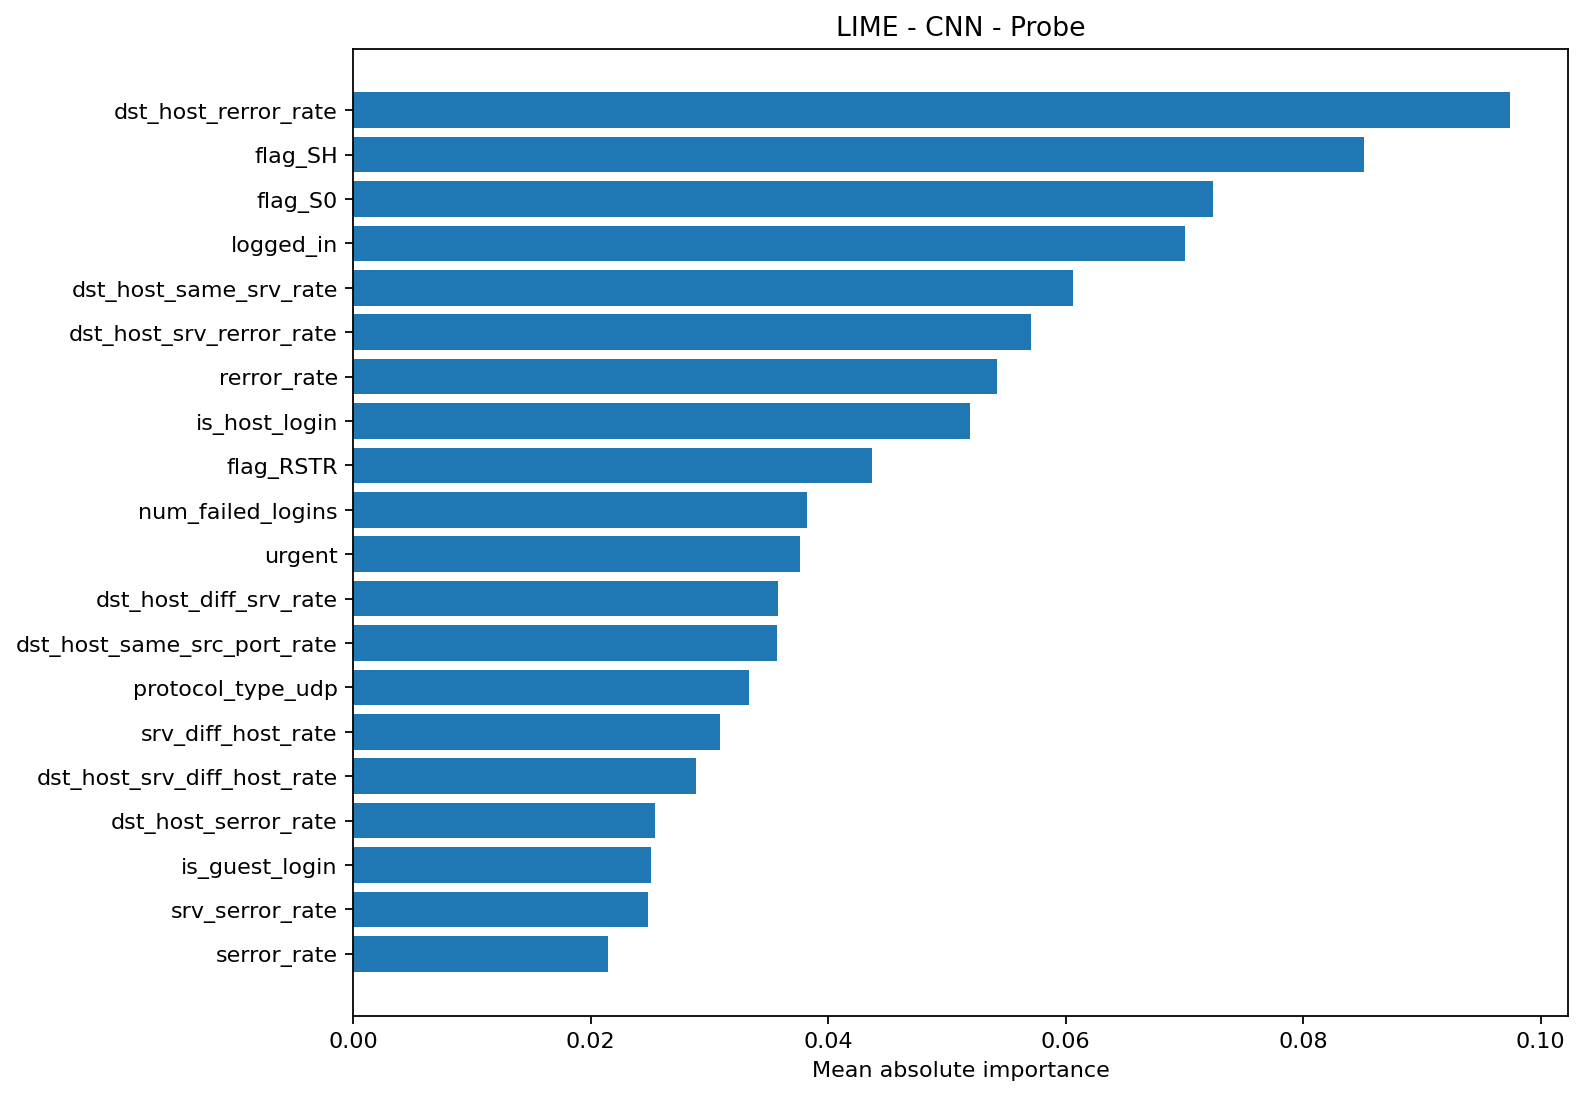 LIME - CNN - Probe
dst_host_rerror_rate
flag_SH
flag_S0
logged_in
dst_host_same_srv_rate
dst_host_srv_rerror_rate
rerror_rate
is_host_login
flag_RSTR
num_failed_logins
urgent
dst_host_diff_srv_rate
dst_host_same_src_port_rate
protocol_type_udp
srv_diff_host_rate
dst_host_srv_diff_host_rate
dst_host_serror_rate
is_guest_login
srv_serror_rate
serror_rate
0.00 0.02 0.04 0.06 0.08 0.10
Mean absolute importance